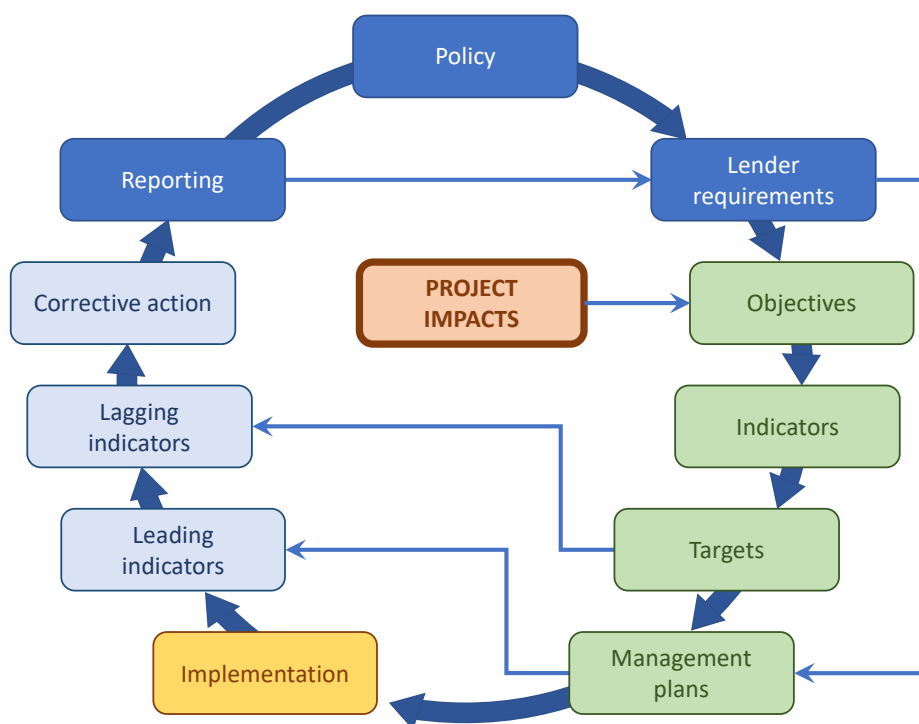 Policy
Reporting
Lender
requirements
Corrective action
PROJECT
IMPACTS
Objectives
Lagging
indicators
Indicators
Leading
indicators
Targets
Implementation
Management
plans